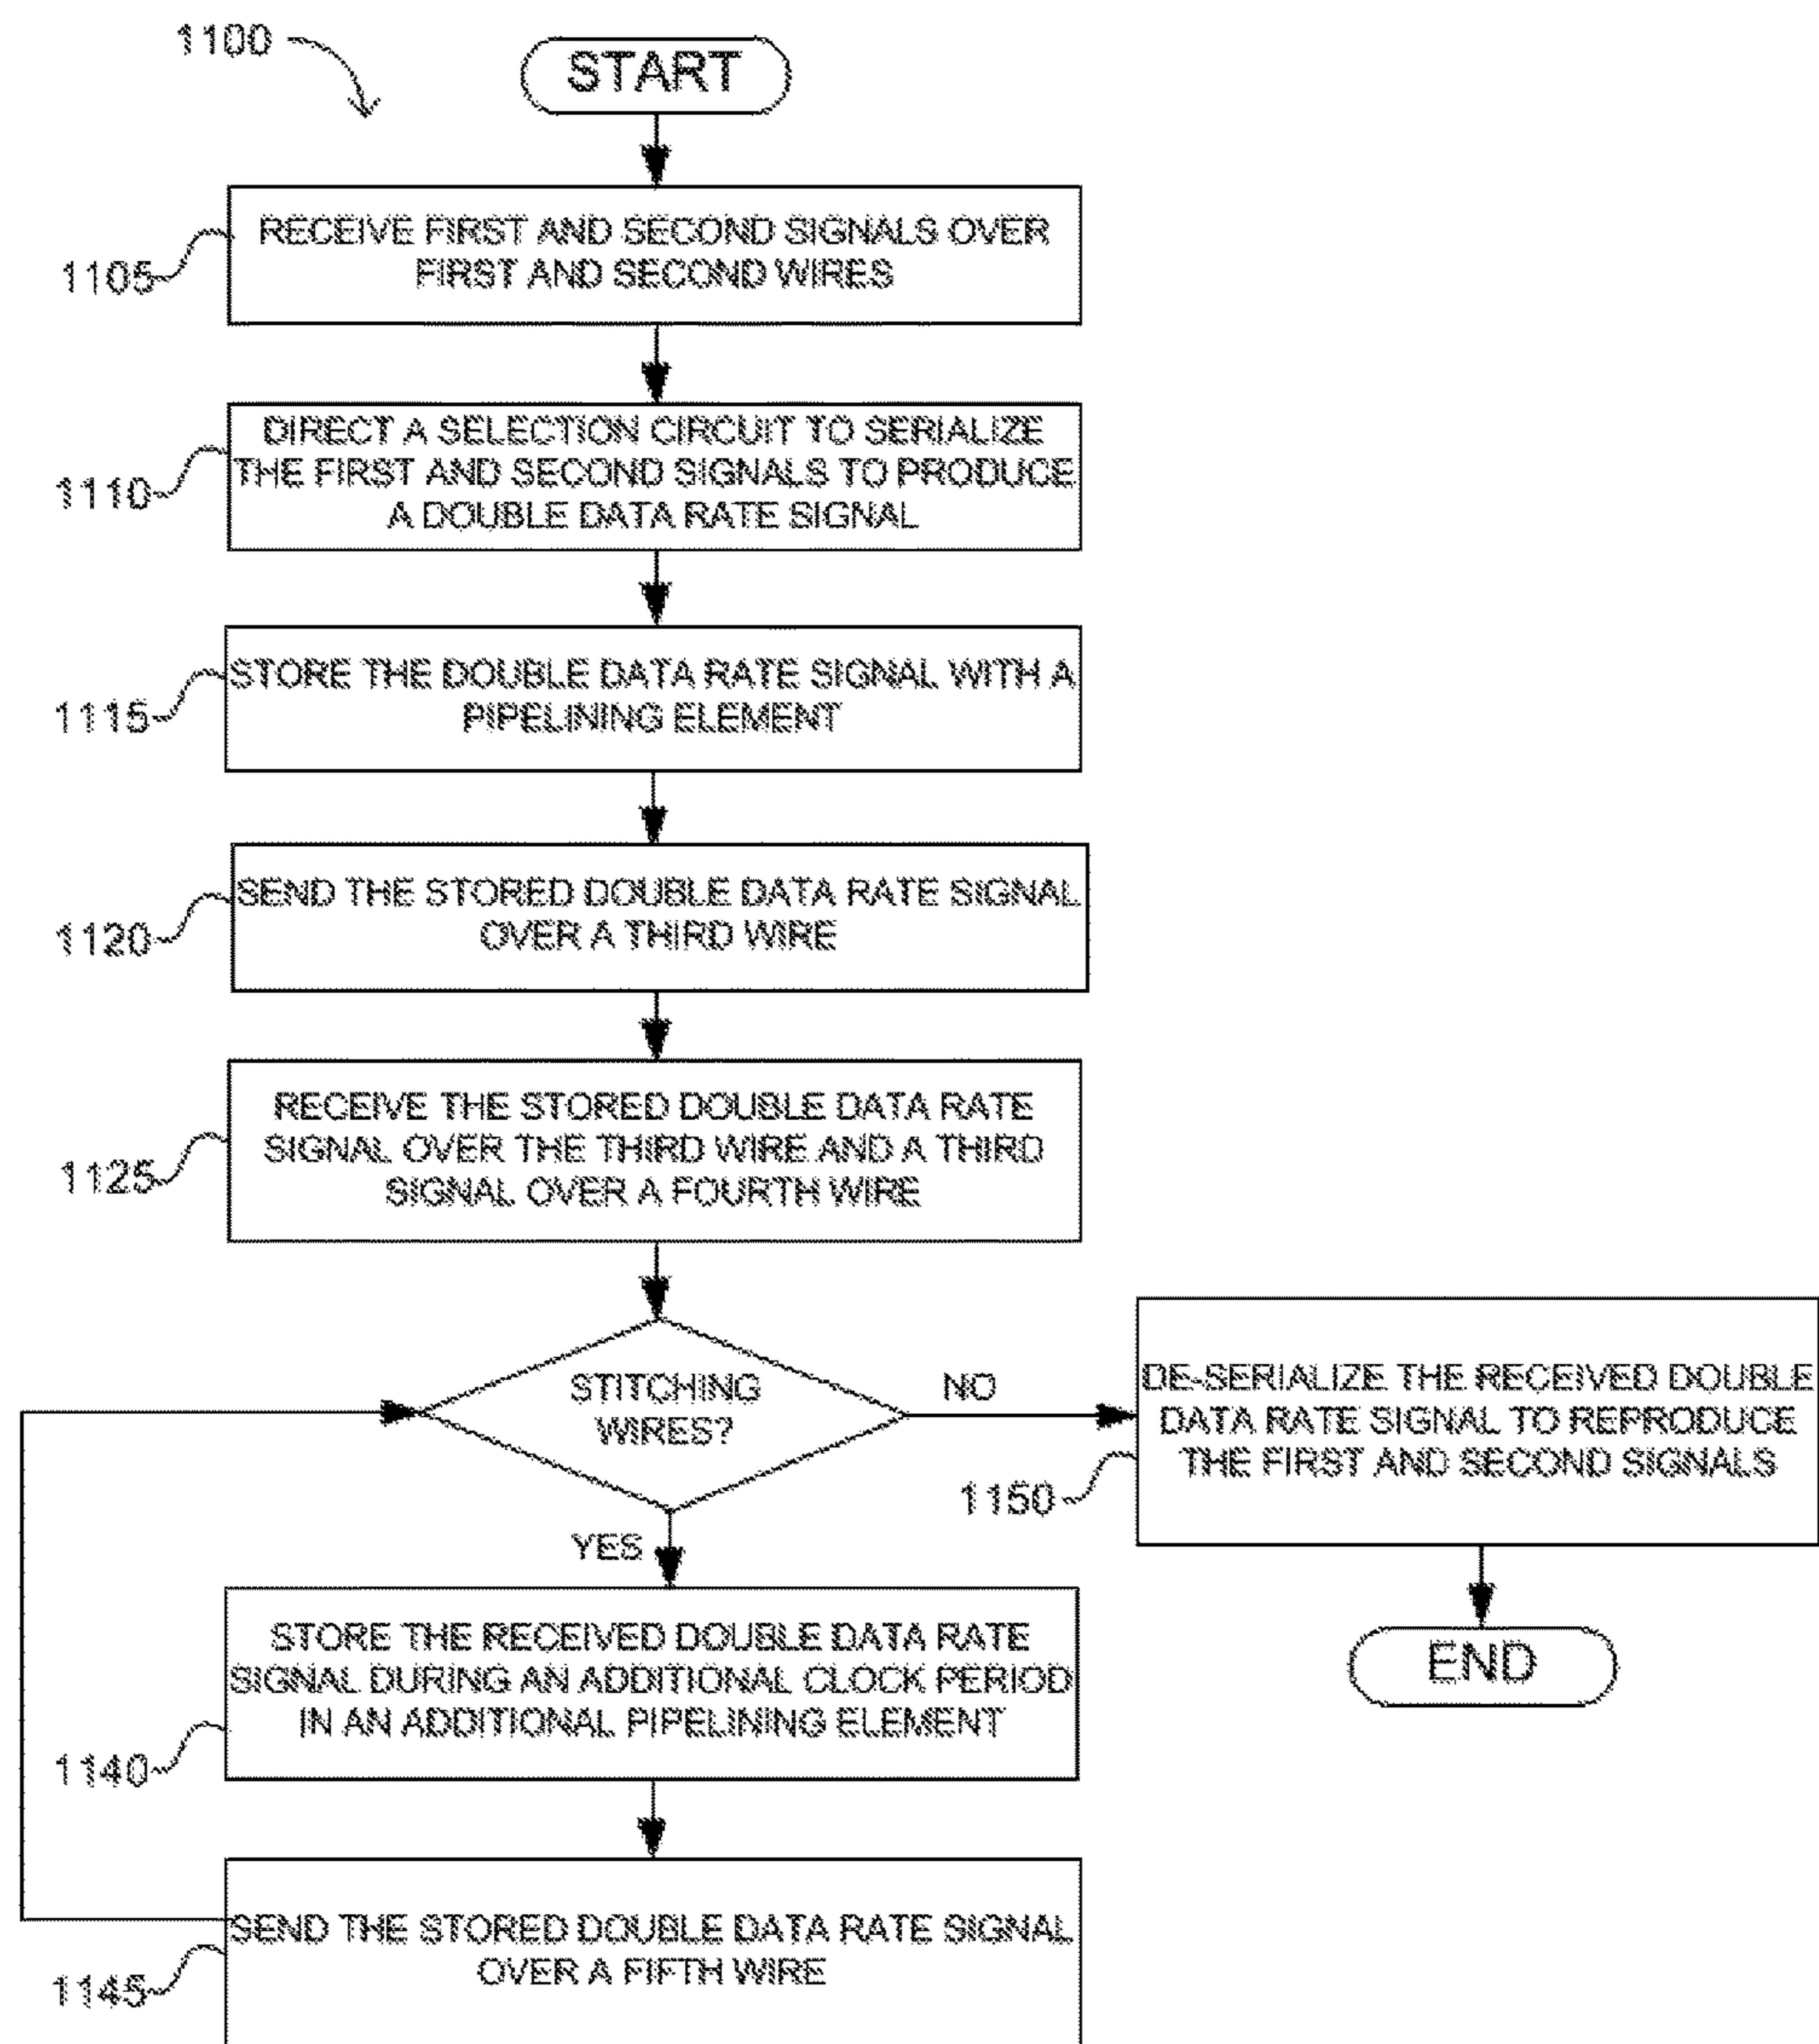 1100
START
RECEIVE FIRST AND SECOND SIGNALS OVER
FIRST AND SECOND WIRES
1105
DIRECT A SELECTION CIRCUIT TO SERIALIZE
THE FIRST AND SECOND SIGNALS TO PRODUCE
A DOUBLE DATA RATE SIGNAL
1110
STORE THE DOUBLE DATA RATE SIGNAL WITH A
PIPELINING ELEMENT
1115
SEND THE STORED DOUBLE DATA RATE SIGNAL
OVER A THIRD WIRE
1120
RECEIVE THE STORED DOUBLE DATA RATE
SIGNAL OVER THE THIRD WIRE AND A THIRD
SIGNAL OVER A FOURTH WIRE
1125
STITCHING
WIRES?
NO
YES
DE-SERIALIZE THE RECEIVED DOUBLE
DATA RATE SIGNAL TO REPRODUCE
THE FIRST AND SECOND SIGNALS
1150
END
STORE THE RECEIVED DOUBLE DATA RATE
SIGNAL DURING AN ADDITIONAL CLOCK PERIOD
IN AN ADDITIONAL PIPELINING ELEMENT
1140
SEND THE STORED DOUBLE DATA RATE SIGNAL
OVER A FIFTH WIRE
1145